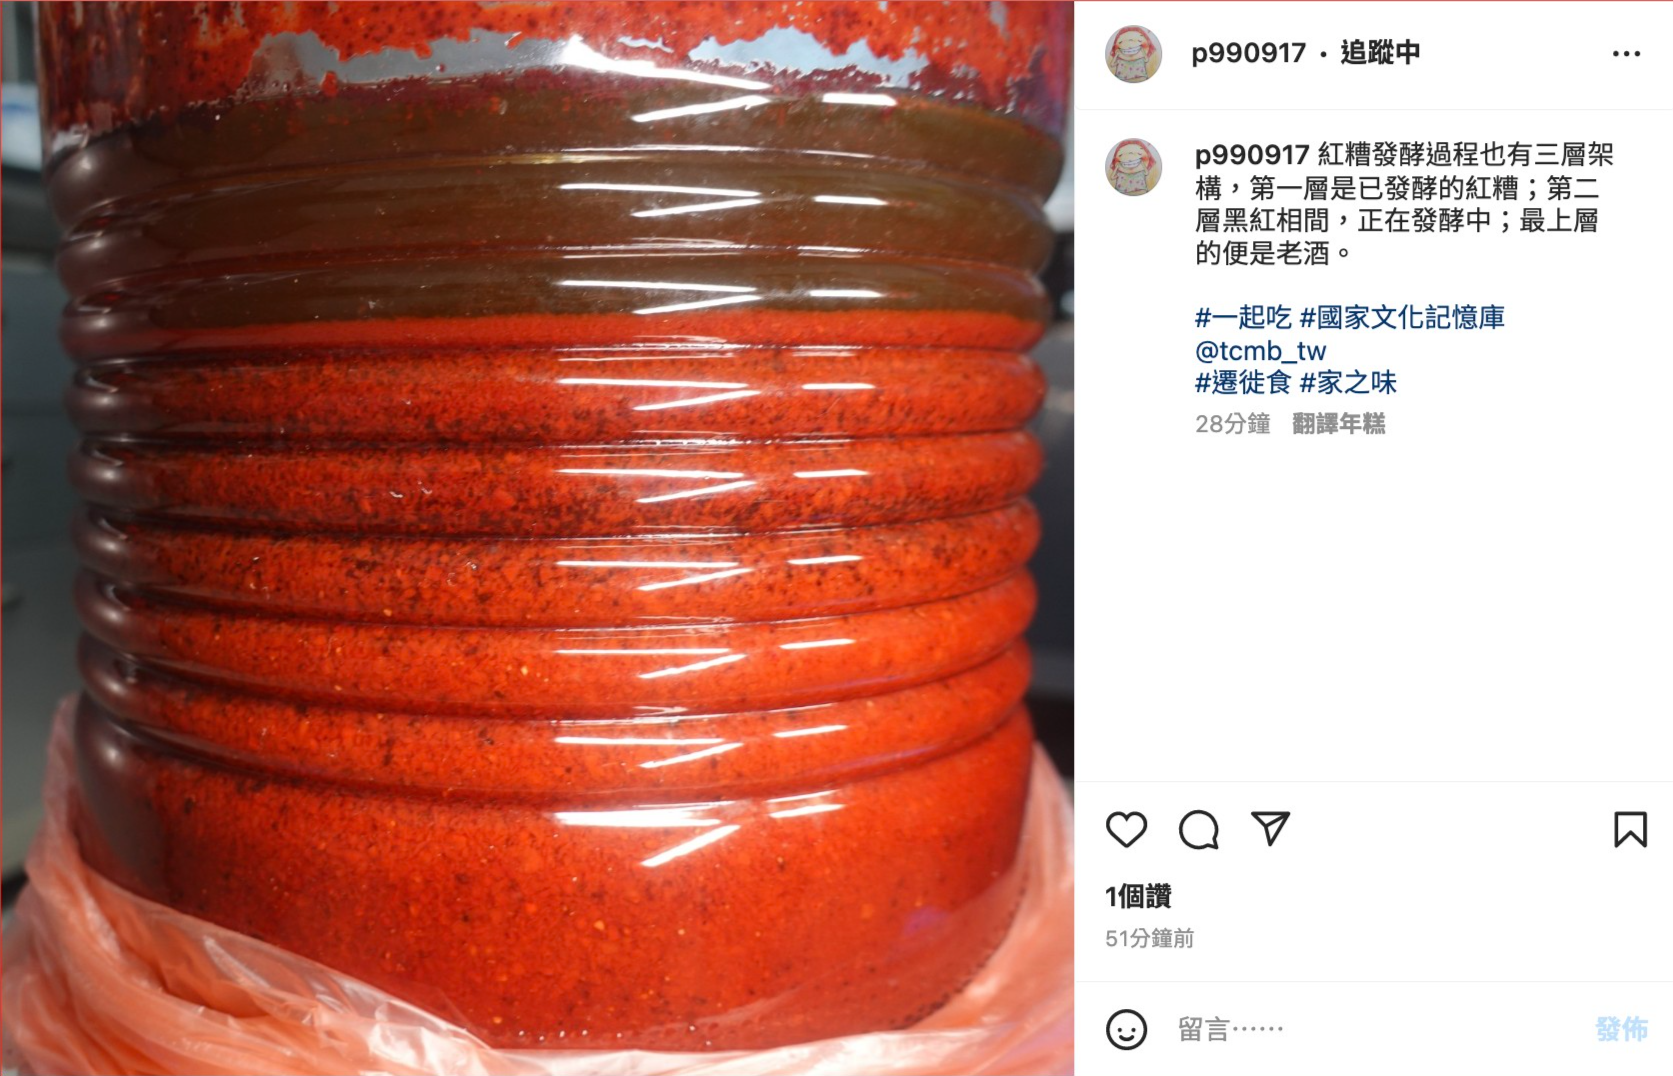 p990917 • 追蹤中
p990917 紅糟發酵過程也有三層架
構，第一層是已發酵的紅糟；第二
層黑紅相間，正在發酵中；最上層
的便是老酒。
#一起吃 #國家文化記憶庫
@tcmb_tw
#遷徙食 #家之味
28分鐘 翻譯年糕
1個讚
51分鐘前
留言⋯⋯
發佈